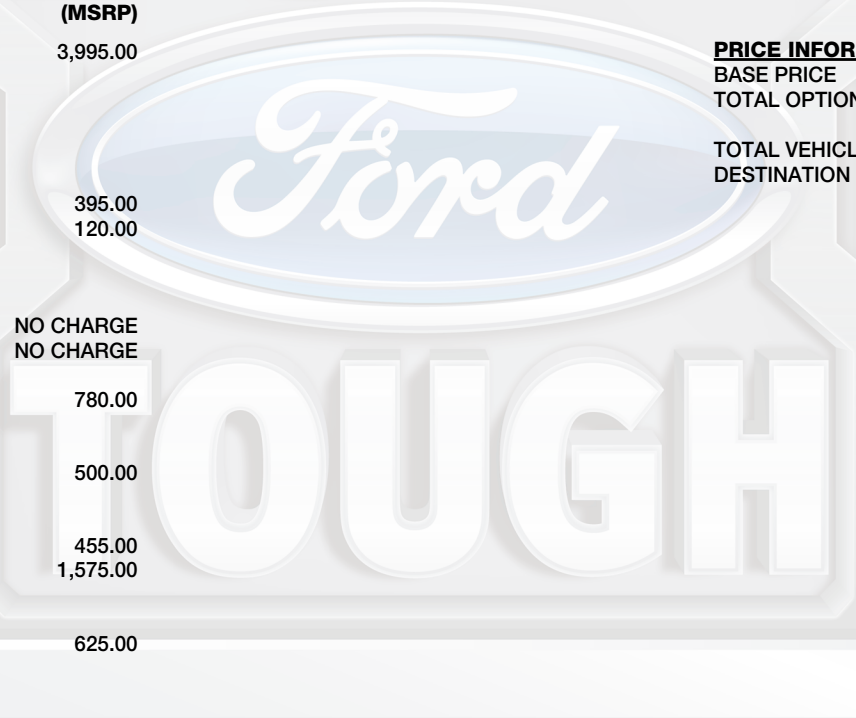 (MSRP)
3,995.00
395.00
120.00
NO CHARGE
NO CHARGE
780.00
500.00
455.00
1,575.00
625.00
PRICE INFOR
BASE PRICE
TOTAL OPTION
TOTAL VEHICL
DESTINATION
Ford
TOUGH